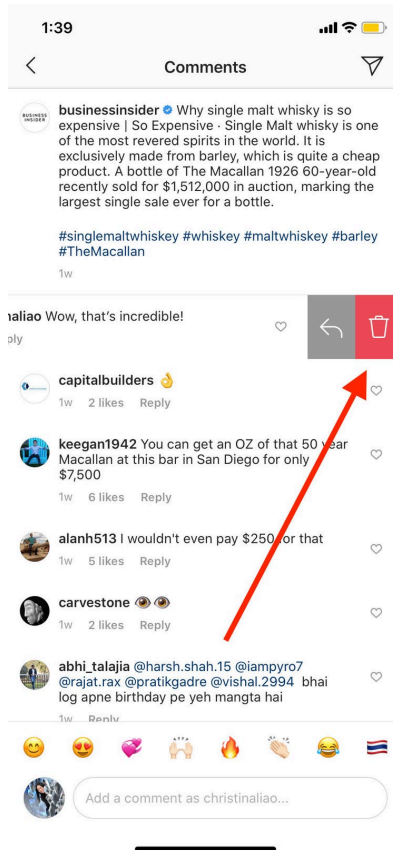 1:39
Comments
BUSINESS
INSIDER
businessinsider Why single malt whisky is so
expensive | So Expensive · Single Malt whisky is one
of the most revered spirits in the world. It is
exclusively made from barley, which is quite a cheap
product. A bottle of The Macallan 1926 60-year-old
recently sold for $1,512,000 in auction, marking the
largest single sale ever for a bottle.
#singlemaltwhiskey #whiskey #maltwhiskey #barley
#TheMacallan
1w
naliao Wow, that's incredible!
ply
capitalbuilders 👌
1w 2 likes Reply
keegan1942 You can get an OZ of that 50 year
Macallan at this bar in San Diego for only
$7,500
1w 6 likes Reply
alanh513 I wouldn't even pay $250 for that
1w 5 likes Reply
carvestone 👁️👁️
1w 2 likes Reply
abhi_talajia @harsh.shah.15 @iampyro7
@rajat.rax @pratikgadre @vishal.2994 bhai
log apne birthday pe yeh mangta hai
1w Reply
Add a comment as christinaliao...